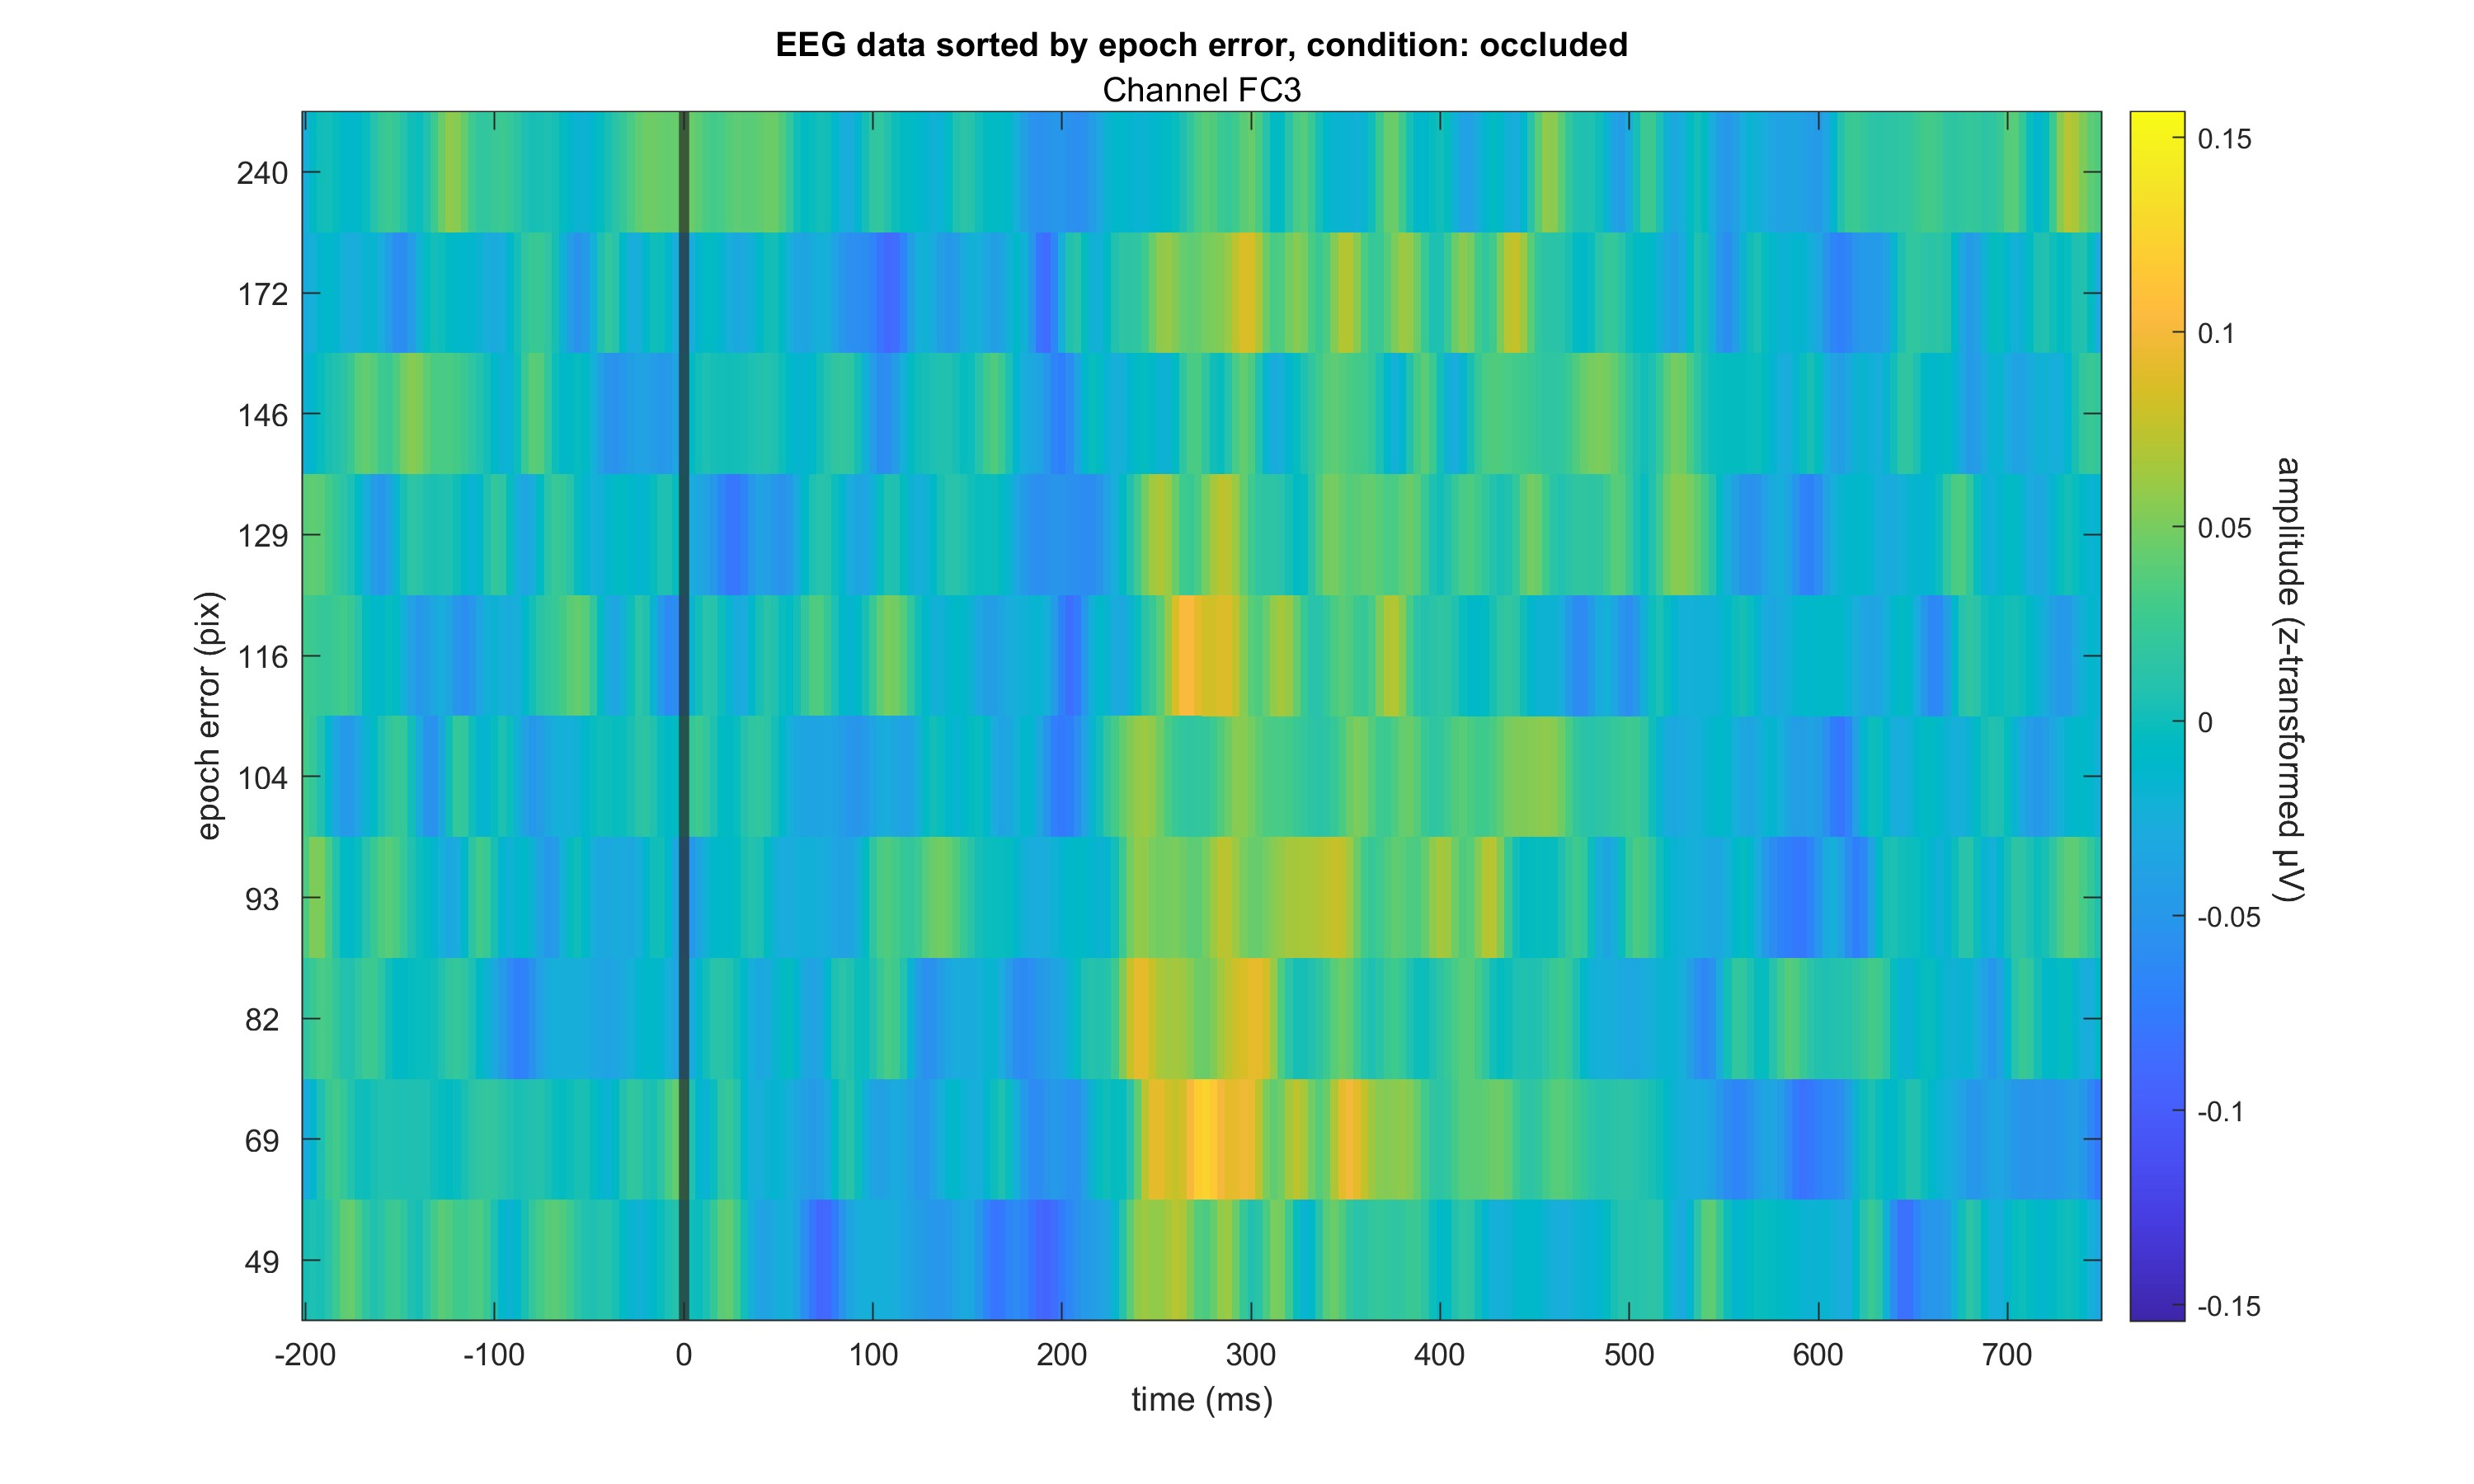 EEG data sorted by epoch error, condition: occluded
Channel FC3
epoch error (pix)
240
172
146
129
116
104
93
82
69
49
-200 -100 0 100 200 300 400 500 600 700
time (ms)
0.15
0.1
0.05
0
-0.05
-0.1
-0.15
amplitude (z-transformed µV)